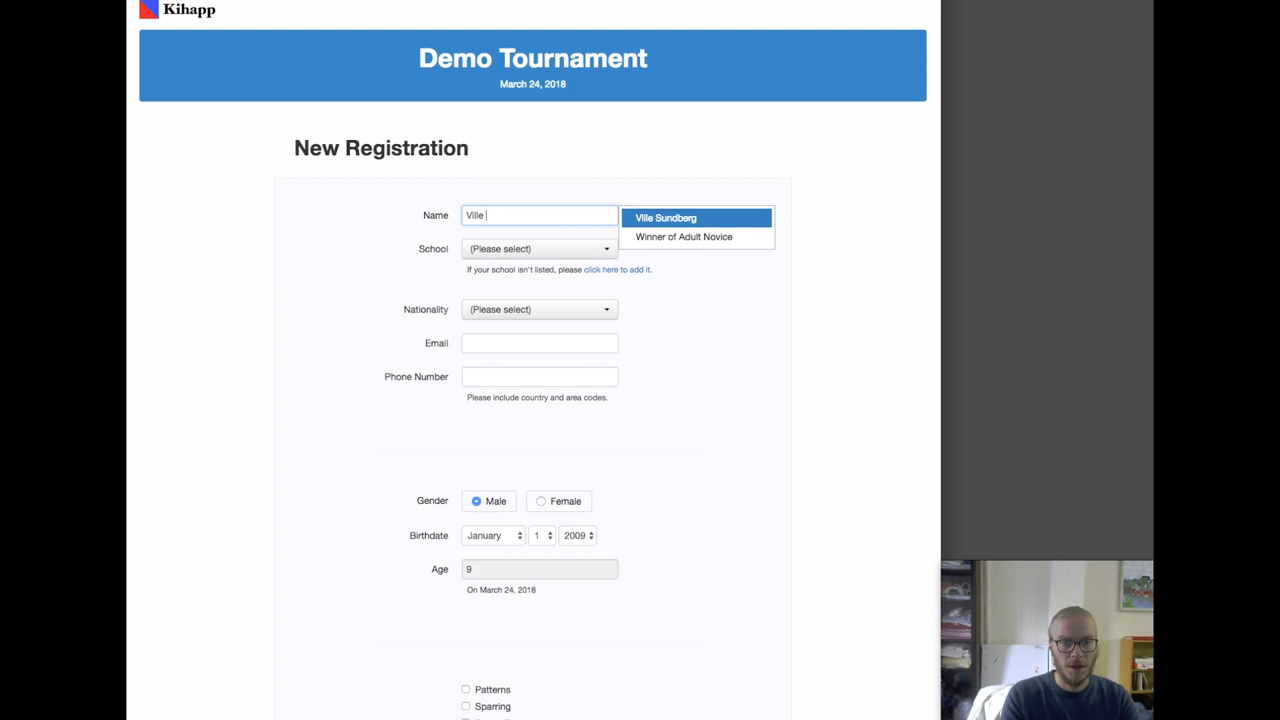 Kihapp
Demo Tournament
March 24, 2018
New Registration
Name Ville Ville Sundberg
Winner of Adult Novice
School (Please select)
If your school isn't listed, please click here to add it.
Nationality (Please select)
Email
Phone Number
Please include country and area codes.
Gender Male Female
Birthdate January 1 2009
Age 9
On March 24, 2018
Patterns
Sparring